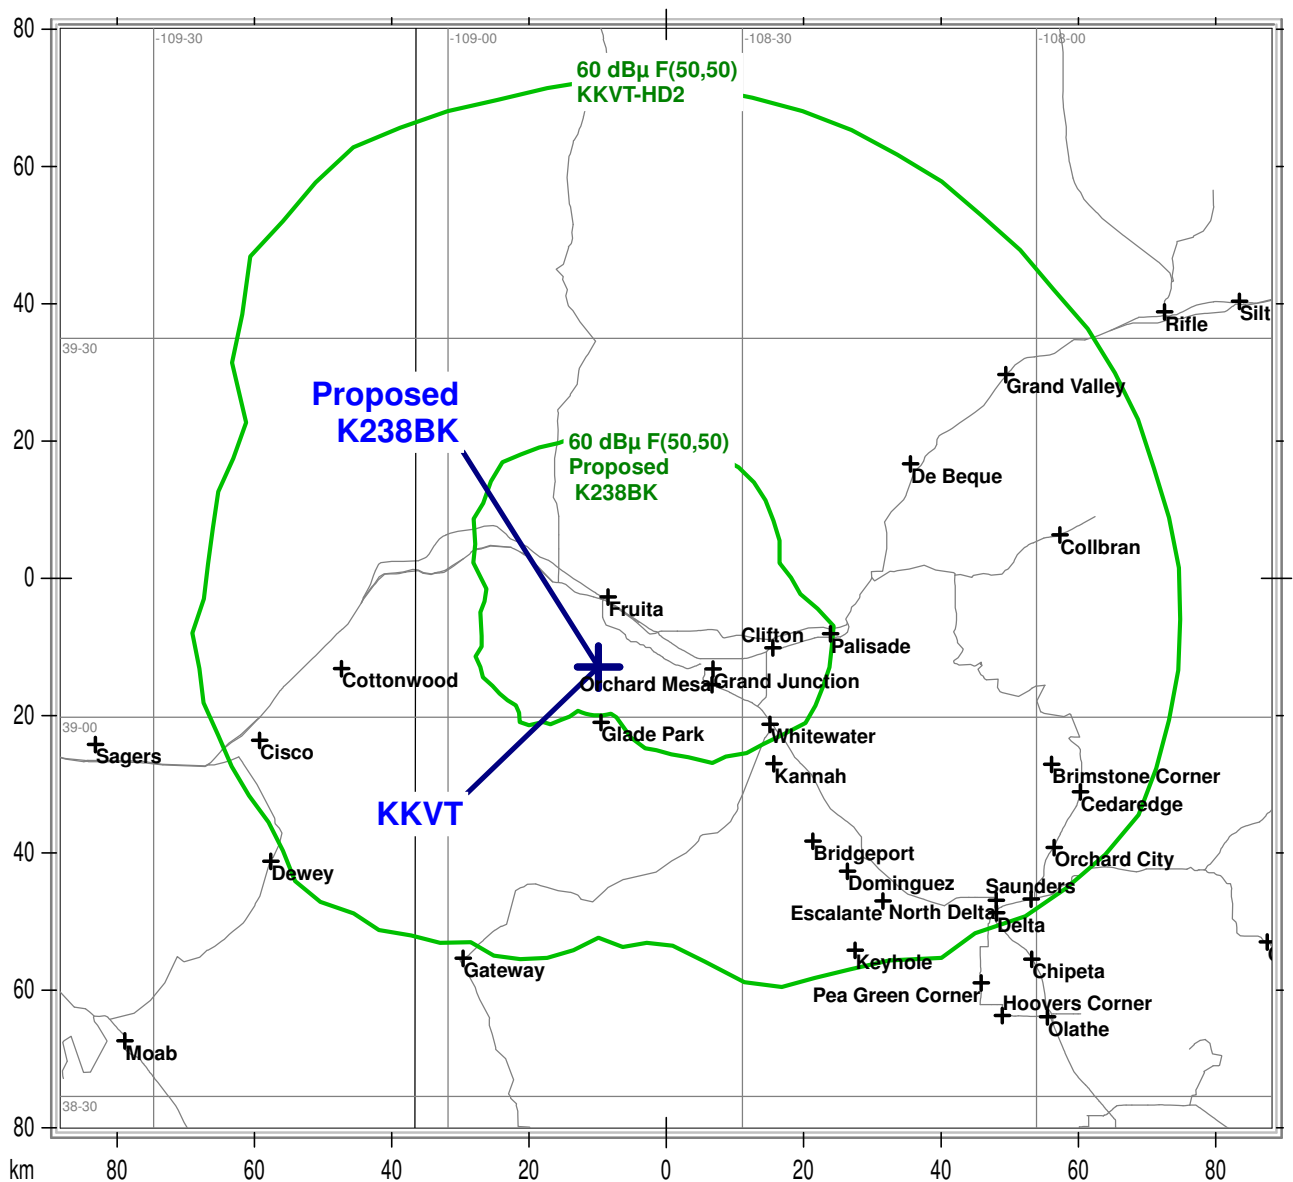 80
-109-30
-109-00
-108-30
-108-00
60 dBµ F(50,50)
KKVT-HD2
60
40
Rifle
Silt
39-30
Grand Valley
Proposed
K238BK
20
60 dBµ F(50,50)
Proposed
K238BK
De Beque
Collbran
0
Fruita
Clifton
Palisade
Cottonwood
Orchard Mesa
Grand Junction
20
39-00
Glade Park
Whitewater
Sagers
Cisco
Kannah
Brimstone Corner
Cedaredge
KKVT
40
Bridgeport
Orchard City
Dewey
Dominguez
Saunders
Escalante
North Delta
Delta
Keyhole
Gateway
Chipeta
60
Pea Green Corner
Hoovers Corner
Olathe
Moab
38-30
80
km
80
60
40
20
0
20
40
60
80